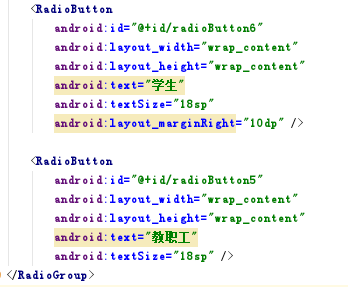 <RadioButton
android:id="@+id/radioButton6"
android:layout_width="wrap_content"
android:layout_height="wrap_content"
android:text="学生"
android:textSize="18sp"
android:layout_marginRight="10dp" />
<RadioButton
android:id="@+id/radioButton5"
android:layout_width="wrap_content"
android:layout_height="wrap_content"
android:text="教职工"
android:textSize="18sp" />
</RadioGroup>